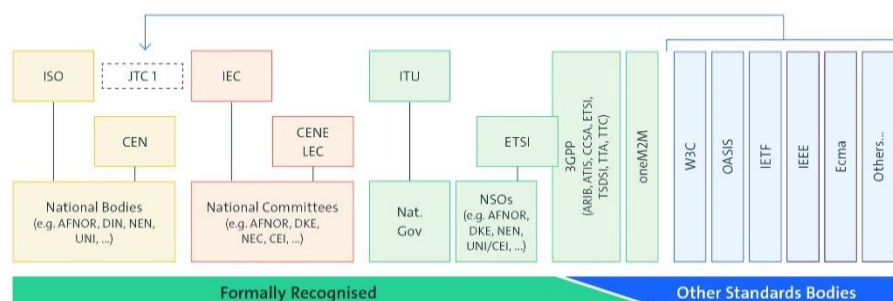 ISO
JTC 1
IEC
ITU
CEN
CENE
LEC
ETSI
National Bodies
(e.g. AFNOR, DIN, NEN,
UNI, ...)
National Committees
(e.g. AFNOR, DKE,
NEC, CEI, ...)
Nat.
Gov
NSOs
(e.g. AFNOR,
DKE, NEN,
UNI/CEI, ...)
3GPP
(ARIB, ATIS, CCSA, ETSI,
TSDSI, TTA, TTC)
oneM2M
W3C
OASIS
IETF
IEEE
Ecma
Others...
Formally Recognised
Other Standards Bodies